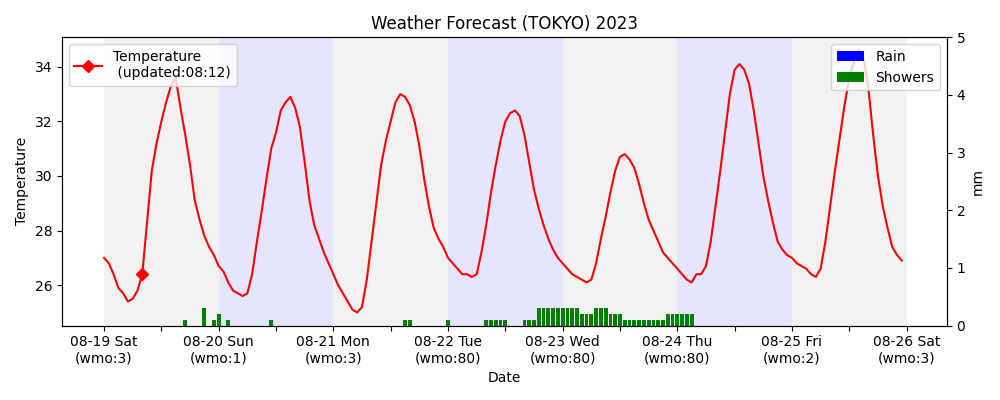 Weather Forecast (TOKYO) 2023
Temperature
(updated:08:12)
Rain
Showers
Temperature
34
32
30
28
26
5
4
3
2
1
0
mm
08-19 Sat
(wmo:3)
08-20 Sun
(wmo:1)
08-21 Mon
(wmo:3)
08-22 Tue
(wmo:80)
08-23 Wed
(wmo:80)
08-24 Thu
(wmo:80)
08-25 Fri
(wmo:2)
08-26 Sat
(wmo:3)
Date